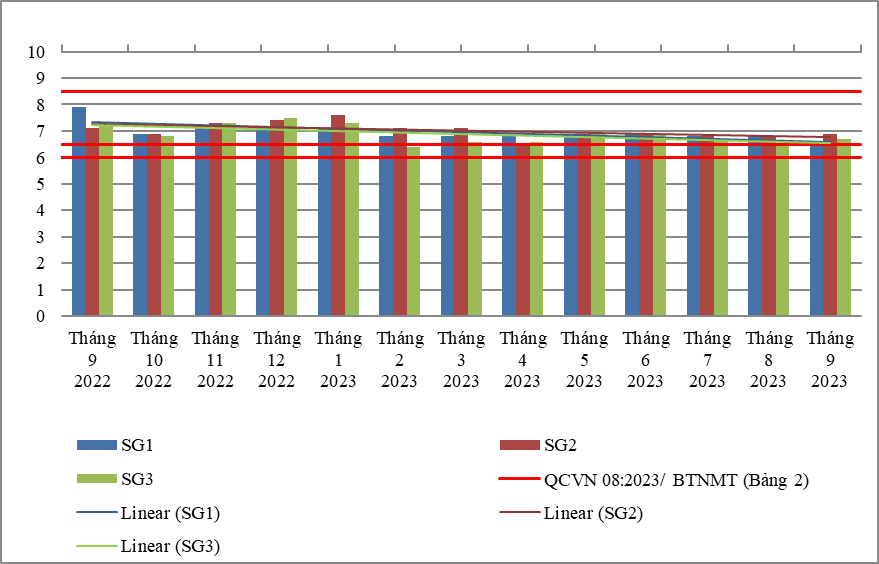 10
9
8
7
6
5
4
3
2
1
0
Tháng Tháng Tháng Tháng Tháng Tháng Tháng Tháng Tháng Tháng Tháng Tháng Tháng
9 10 11 12 1 2 3 4 5 6 7 8 9
2022 2022 2022 2022 2023 2023 2023 2023 2023 2023 2023 2023 2023
SG1 SG2
SG3 QCVN 08:2023/ BTNMT (Bảng 2)
Linear (SG1) Linear (SG2)
Linear (SG3)